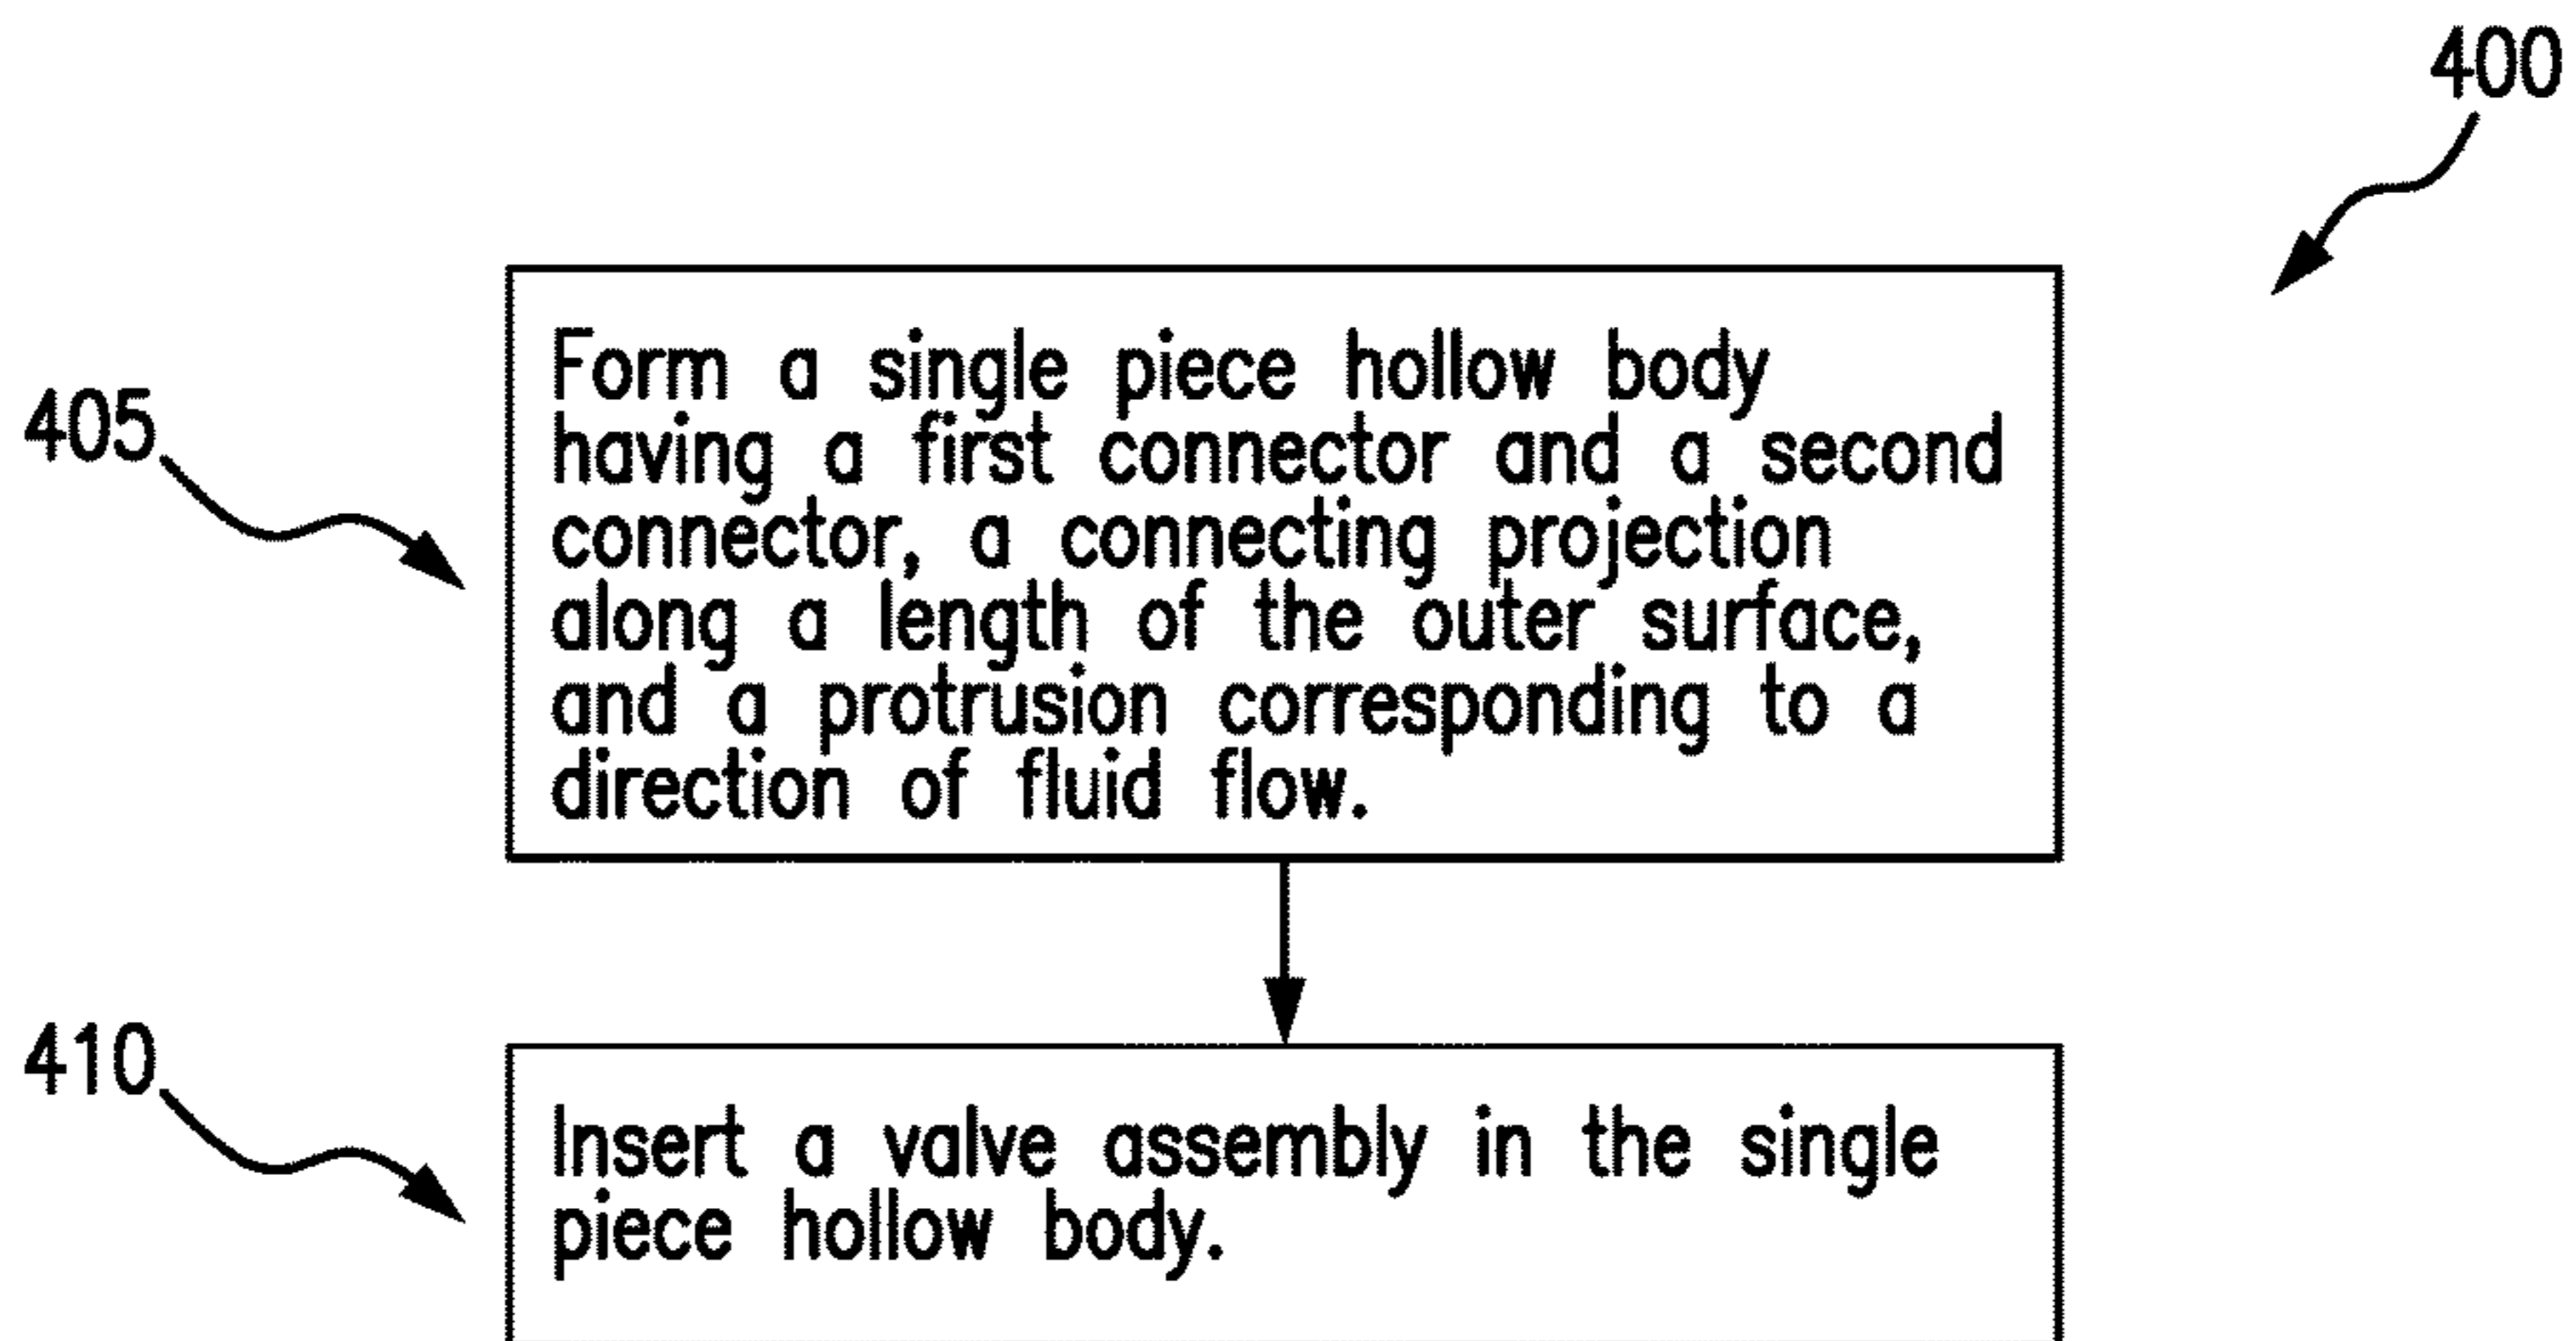 400
405
Form a single piece hollow body
having a first connector and a second
connector, a connecting projection
along a length of the outer surface,
and a protrusion corresponding to a
direction of fluid flow.
410
Insert a valve assembly in the single
piece hollow body.